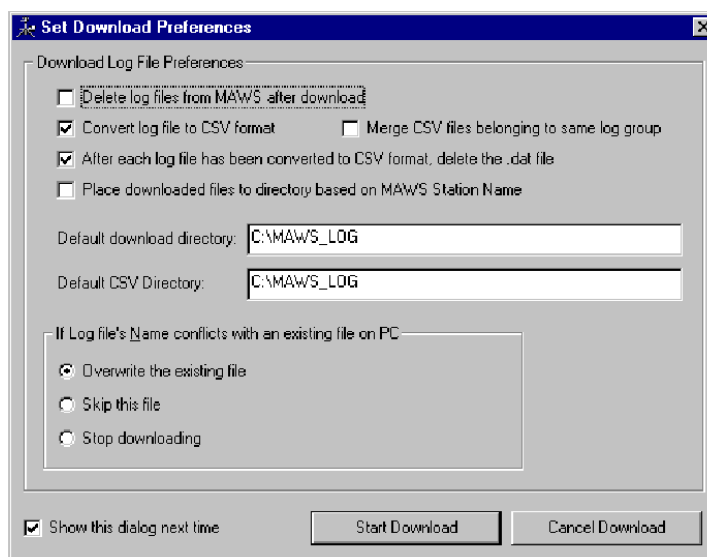 Set Download Preferences
Download Log File Preferences
Delete log files from MAWS after download
Convert log file to CSV format
Merge CSV files belonging to same log group
After each log file has been converted to CSV format, delete the .dat file
Place downloaded files to directory based on MAWS Station Name
Default download directory: C:\MAWS_LOG
Default CSV Directory: C:\MAWS_LOG
If Log file's Name conflicts with an existing file on PC
Overwrite the existing file
Skip this file
Stop downloading
Show this dialog next time
Start Download
Cancel Download